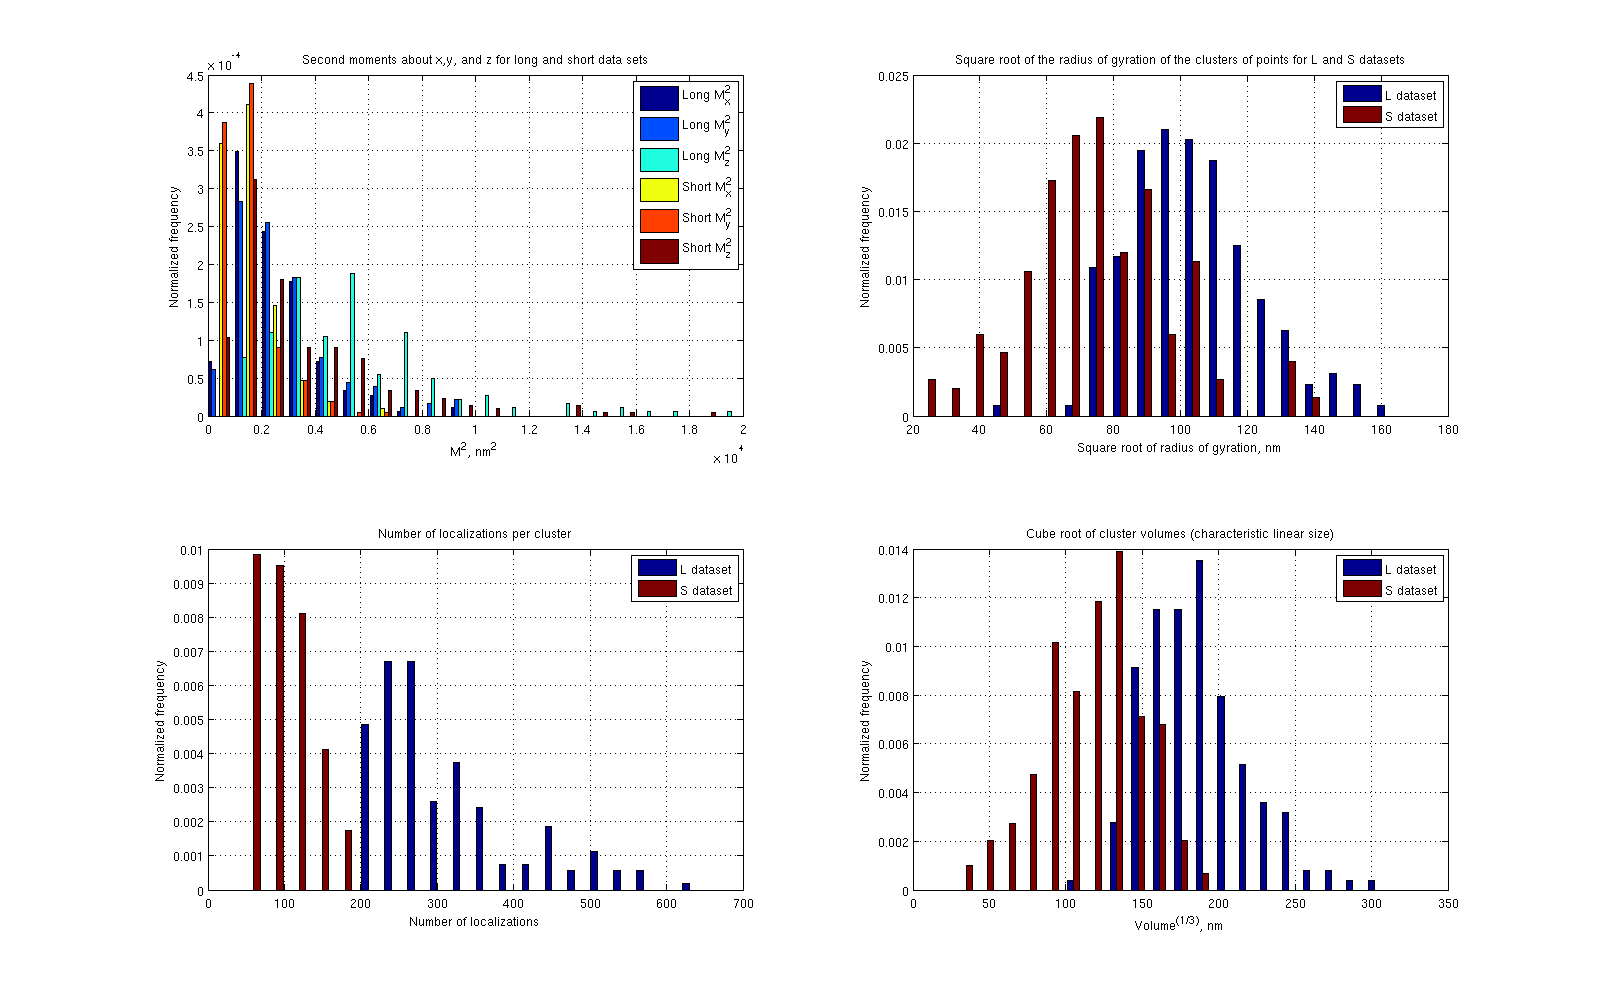 Second moments about x,y, and z for long and short data sets
× 10^-4
4.5
4
3.5
3
2.5
2
1.5
1
0.5
0
Normalized frequency
Long M_x^2
Long M_y^2
Long M_z^2
Short M_x^2
Short M_y^2
Short M_z^2
0 0.2 0.4 0.6 0.8 1 1.2 1.4 1.6 1.8 2
M^2, nm^2
× 10^4
Square root of the radius of gyration of the clusters of points for L and S datasets
0.025
0.02
0.015
0.01
0.005
0
Normalized frequency
L dataset
S dataset
20 40 60 80 100 120 140 160 180
Square root of radius of gyration, nm
Number of localizations per cluster
0.01
0.009
0.008
0.007
0.006
0.005
0.004
0.003
0.002
0.001
0
Normalized frequency
L dataset
S dataset
0 100 200 300 400 500 600 700
Number of localizations
Cube root of cluster volumes (characteristic linear size)
0.014
0.012
0.01
0.008
0.006
0.004
0.002
0
Normalized frequency
L dataset
S dataset
0 50 100 150 200 250 300 350
Volume^(1/3), nm